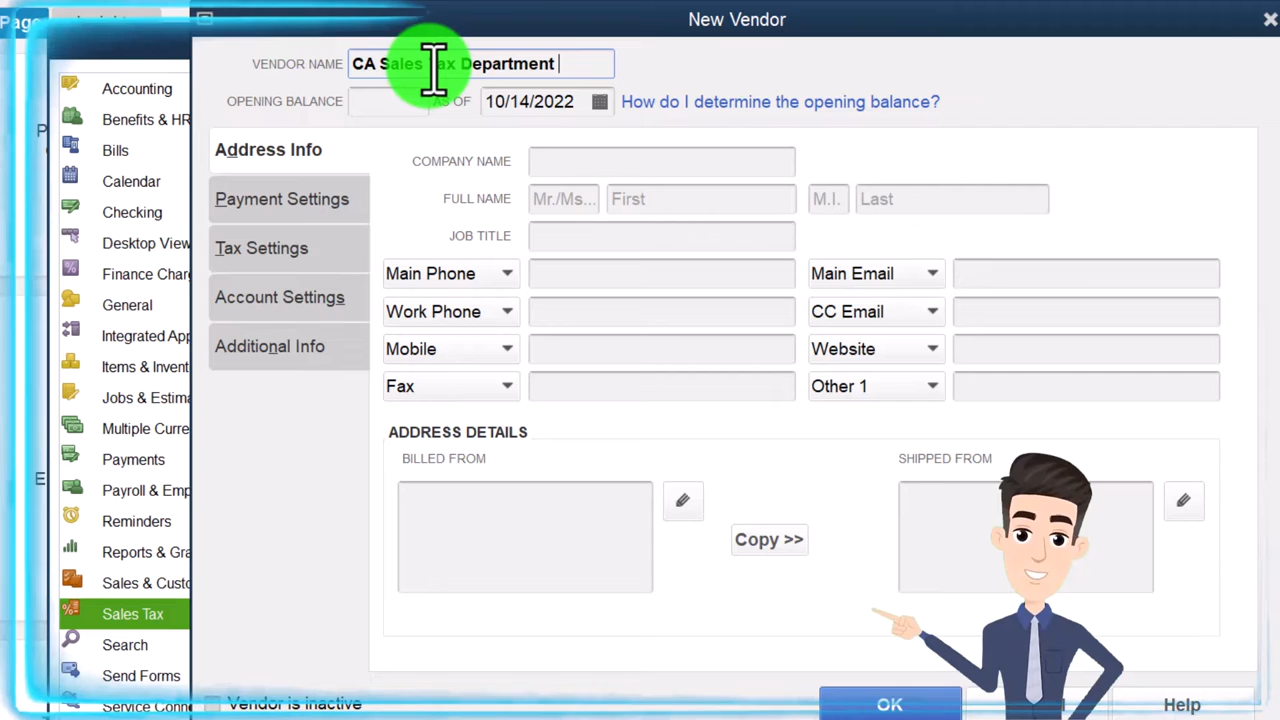 Page
New Vendor
VENDOR NAME CA Sales Tax Department
OPENING BALANCE AS OF 10/14/2022 How do I determine the opening balance?
Accounting
Benefits & HR
Bills
Calendar
Checking
Desktop View
Finance Charg
General
Integrated App
Items & Invent
Jobs & Estima
Multiple Curre
Payments
Payroll & Emp
Reminders
Reports & Gra
Sales & Custo
Sales Tax
Search
Send Forms
Service Conne
Address Info
Payment Settings
Tax Settings
Account Settings
Additional Info
COMPANY NAME
FULL NAME Mr./Ms... First M.I. Last
JOB TITLE
Main Phone Main Email
Work Phone CC Email
Mobile Website
Fax Other 1
ADDRESS DETAILS
BILLED FROM SHIPPED FROM
Copy >>
Vendor is inactive
OK Help